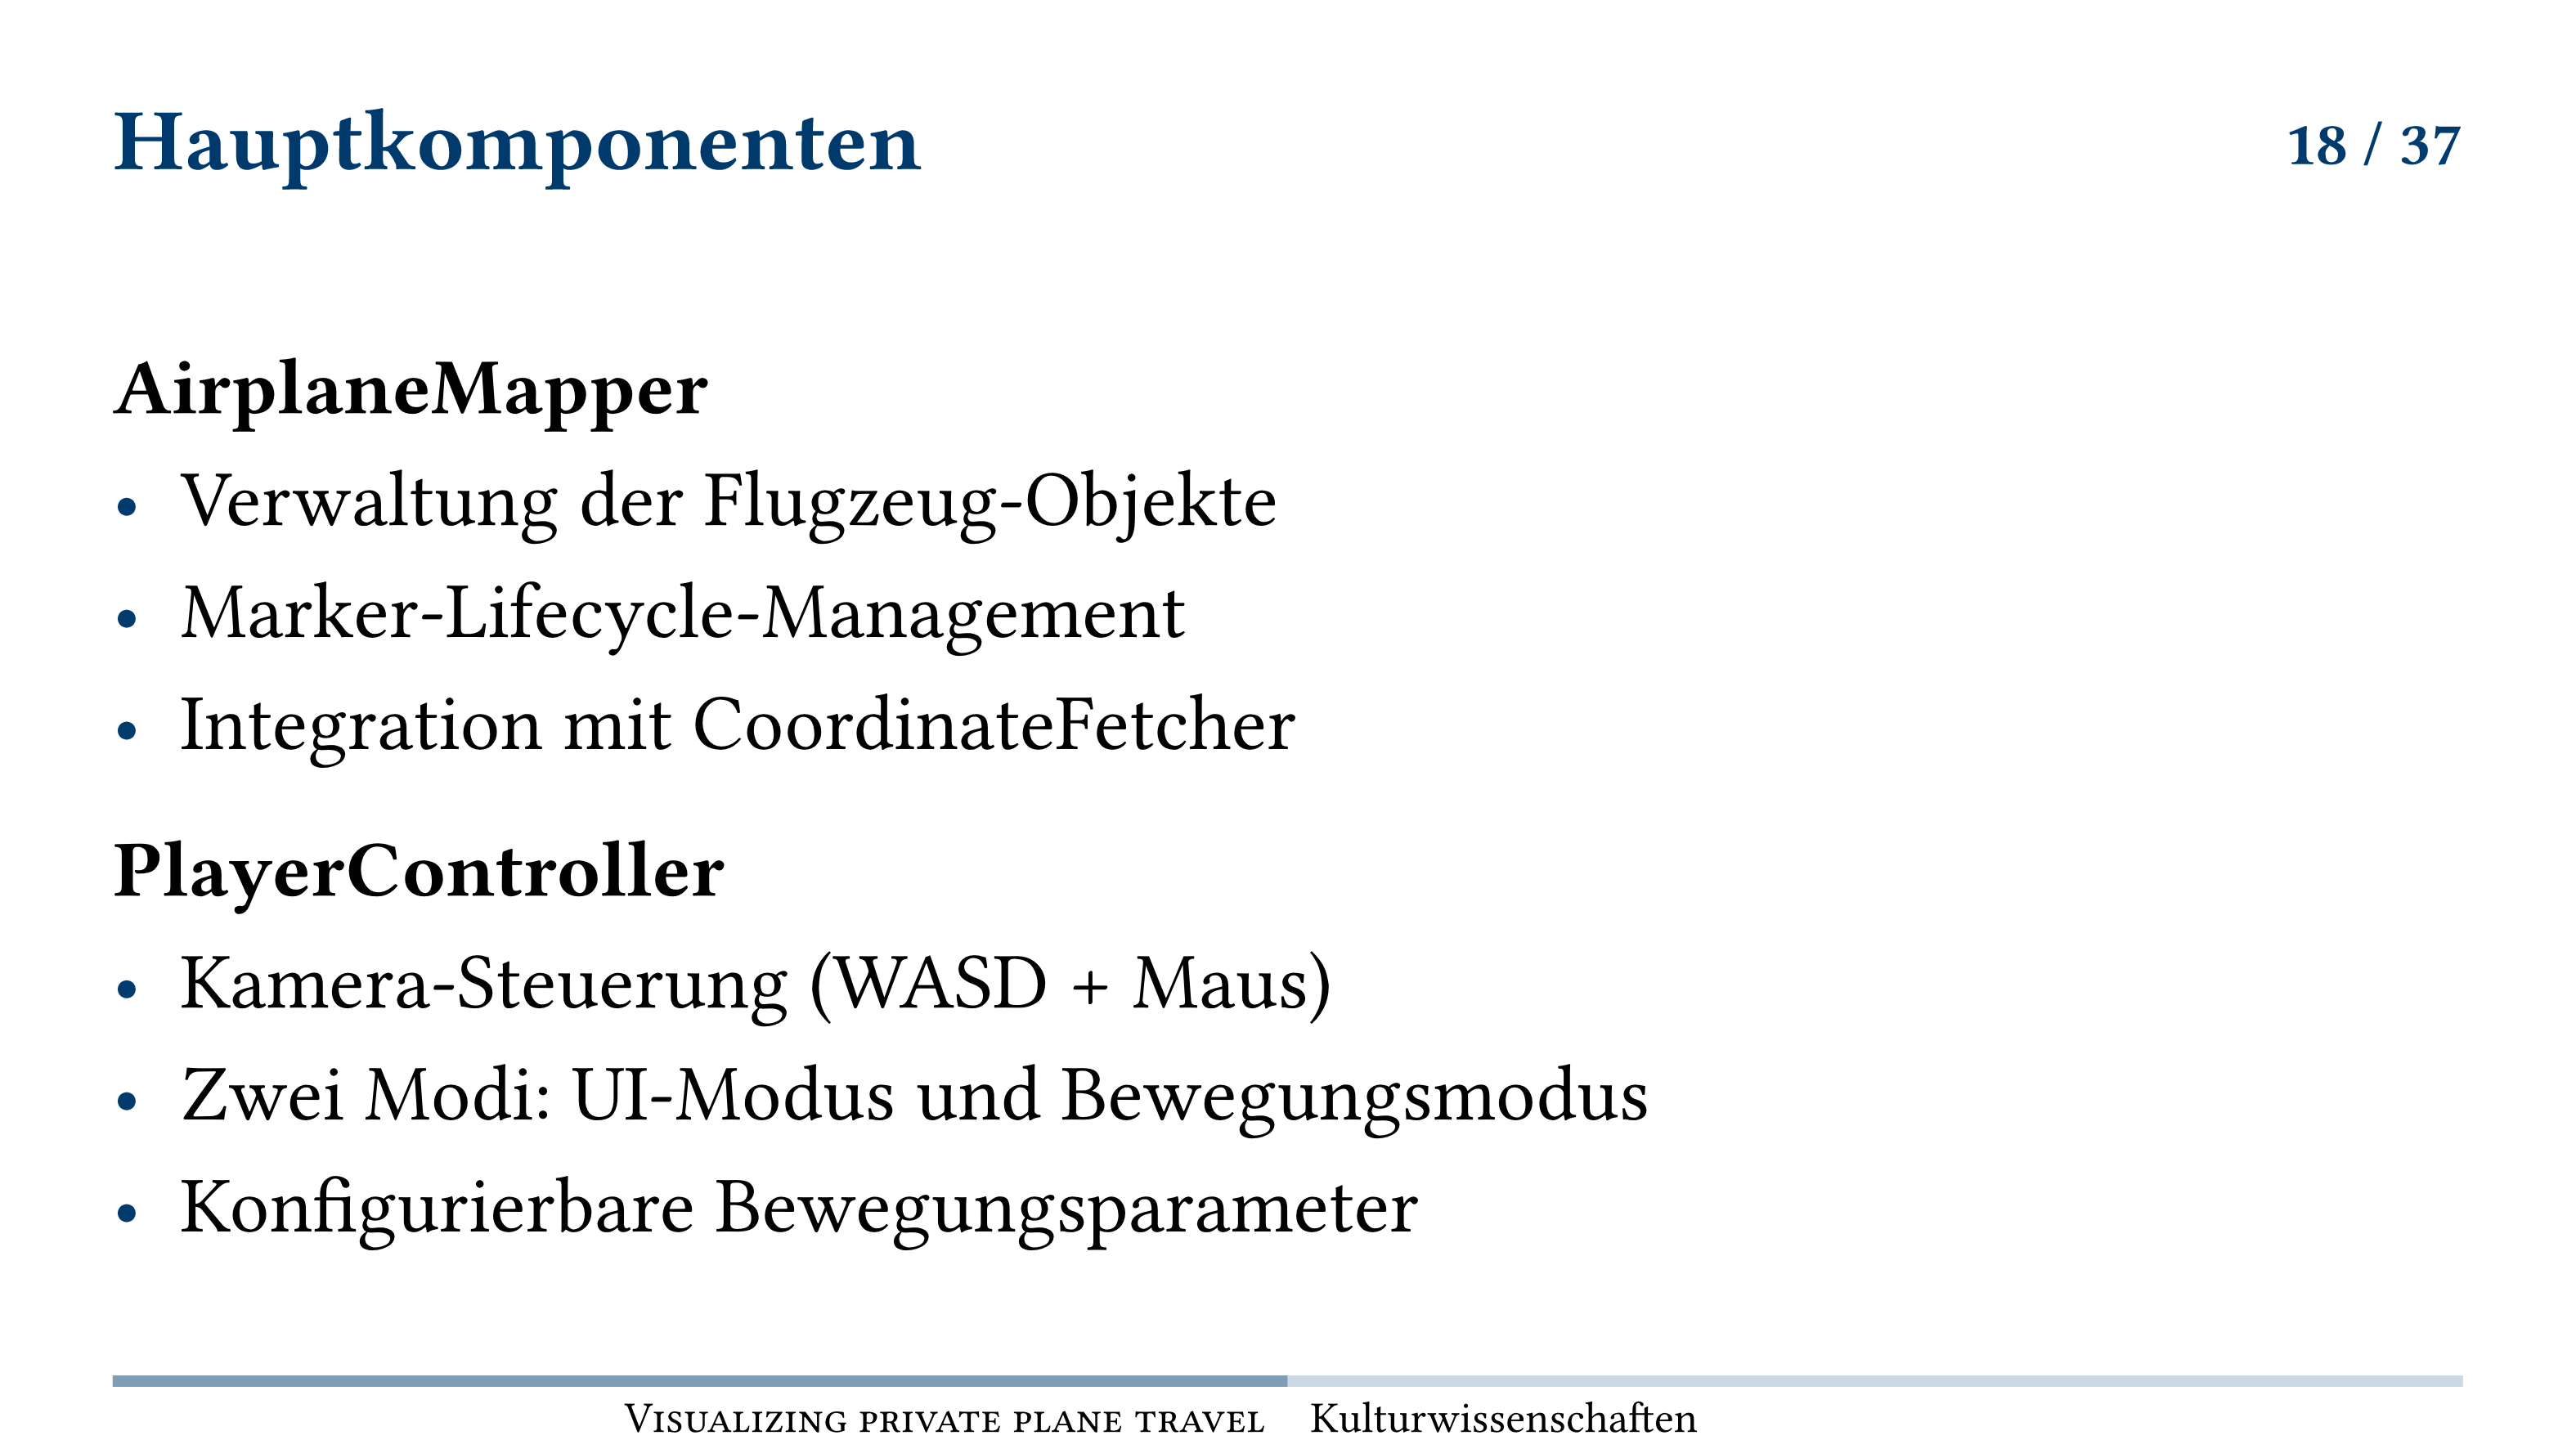 Hauptkomponenten
18 / 37
AirplaneMapper
• Verwaltung der Flugzeug-Objekte
• Marker-Lifecycle-Management
• Integration mit CoordinateFetcher
PlayerController
• Kamera-Steuerung (WASD + Maus)
• Zwei Modi: UI-Modus und Bewegungsmodus
• Konfigurierbare Bewegungsparameter
Visualizing private plane travel Kulturwissenschaften